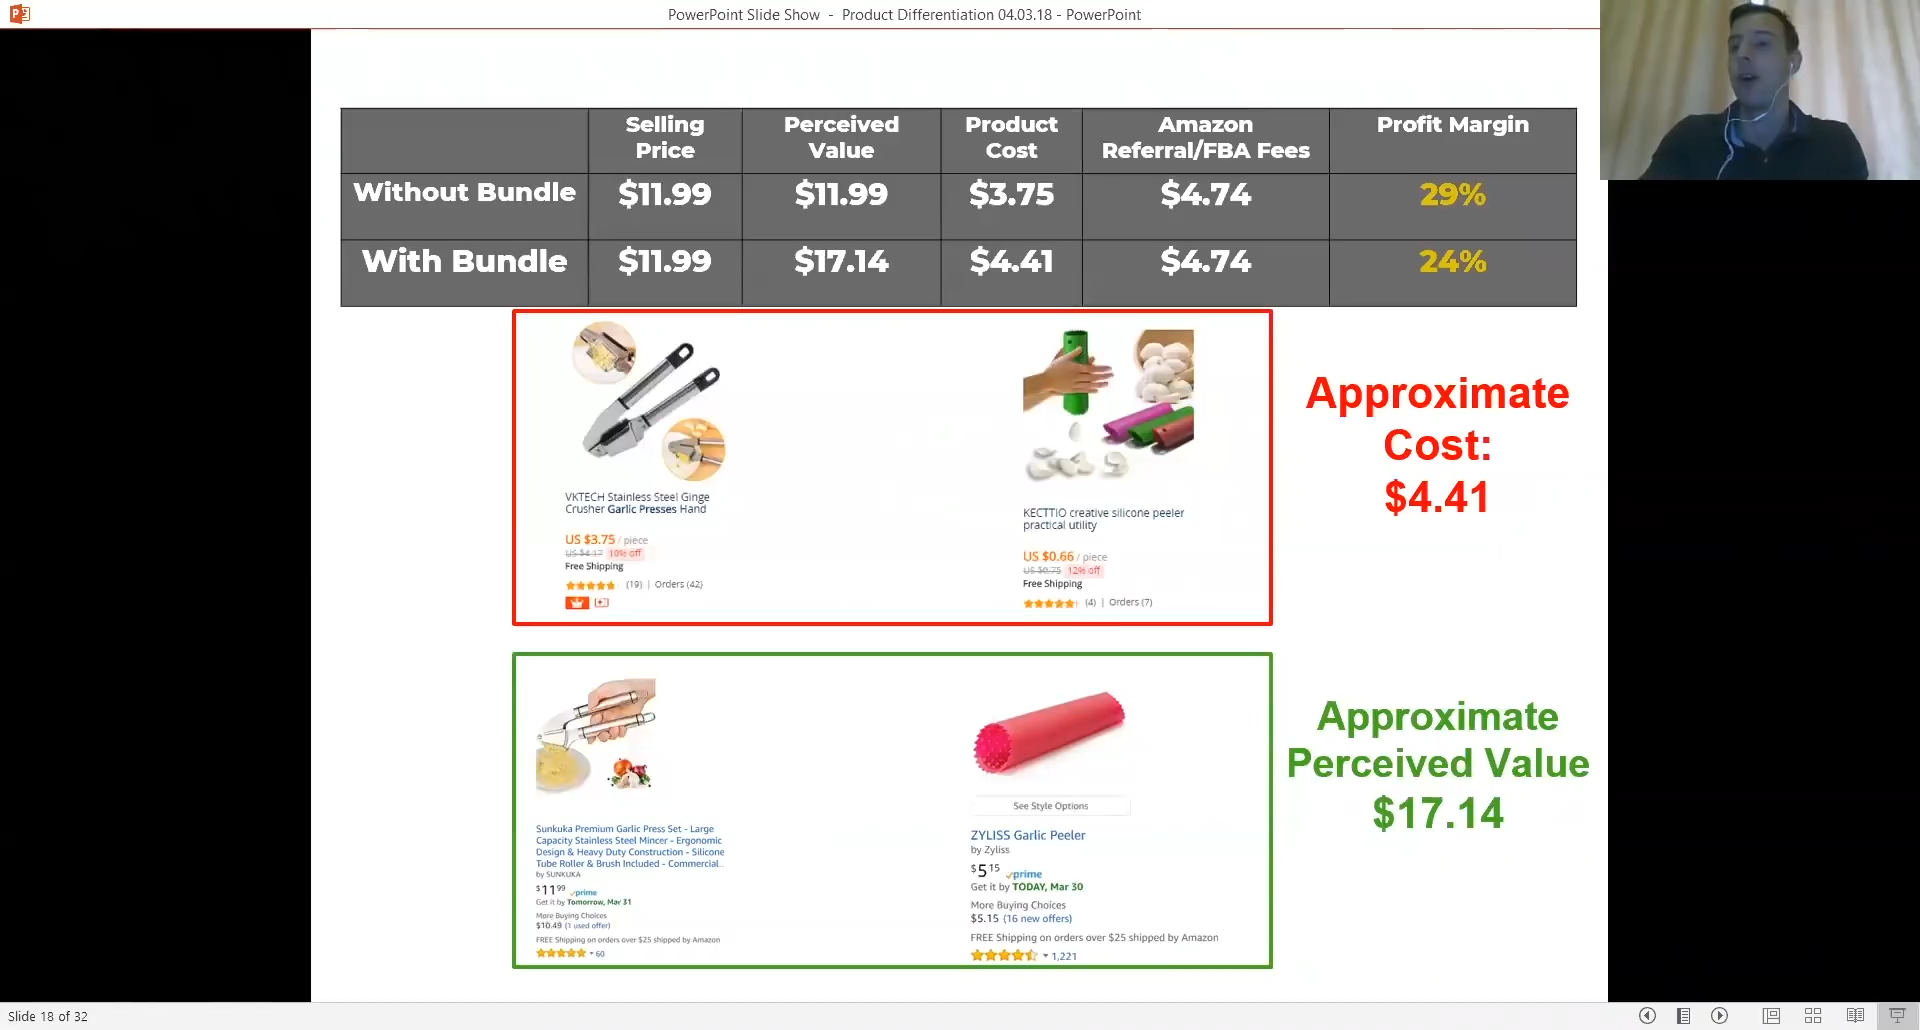 PowerPoint Slide Show - Product Differentiation 04.03.18 - PowerPoint
Selling Price
Perceived Value
Product Cost
Amazon Referral/FBA Fees
Profit Margin
Without Bundle $11.99 $11.99 $3.75 $4.74 29%
With Bundle $11.99 $17.14 $4.41 $4.74 24%
VKTECH Stainless Steel Ginge
Crusher Garlic Presses Hand
US $3.75 / piece
US $4.17 10% off
Free Shipping
(19) | Orders (42)
KECTTIO creative silicone peeler
practical utility
US $0.66 / piece
US $0.75 12% off
Free Shipping
(4) | Orders (7)
Approximate
Cost:
$4.41
Sunkuka Premium Garlic Press Set - Large
Capacity Stainless Steel Mincer - Ergonomic
Design & Heavy Duty Construction - Silicone
Tube Roller & Brush Included - Commercial...
by SUNKUKA
$11 99 prime
Get it by Tomorrow, Mar 31
More Buying Choices
$10.49 (1 used offer)
FREE Shipping on orders over $25 shipped by Amazon
60
See Style Options
ZYLISS Garlic Peeler
by Zyliss
$5 15 prime
Get it by TODAY, Mar 30
More Buying Choices
$5.15 (16 new offers)
FREE Shipping on orders over $25 shipped by Amazon
1,221
Approximate
Perceived Value
$17.14
Slide 18 of 32